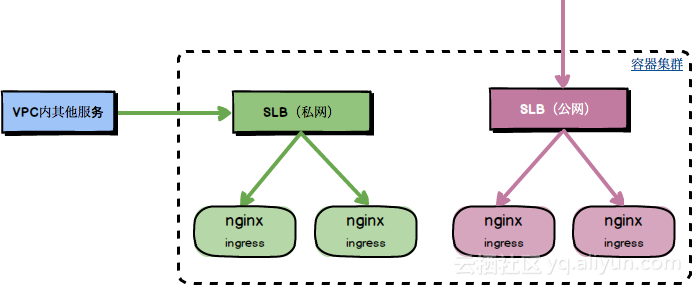 容器集群
VPC内其他服务
SLB（私网）
SLB（公网）
nginx
ingress
nginx
ingress
nginx
ingress
nginx
ingress
云栖社区 yq.aliyun.com